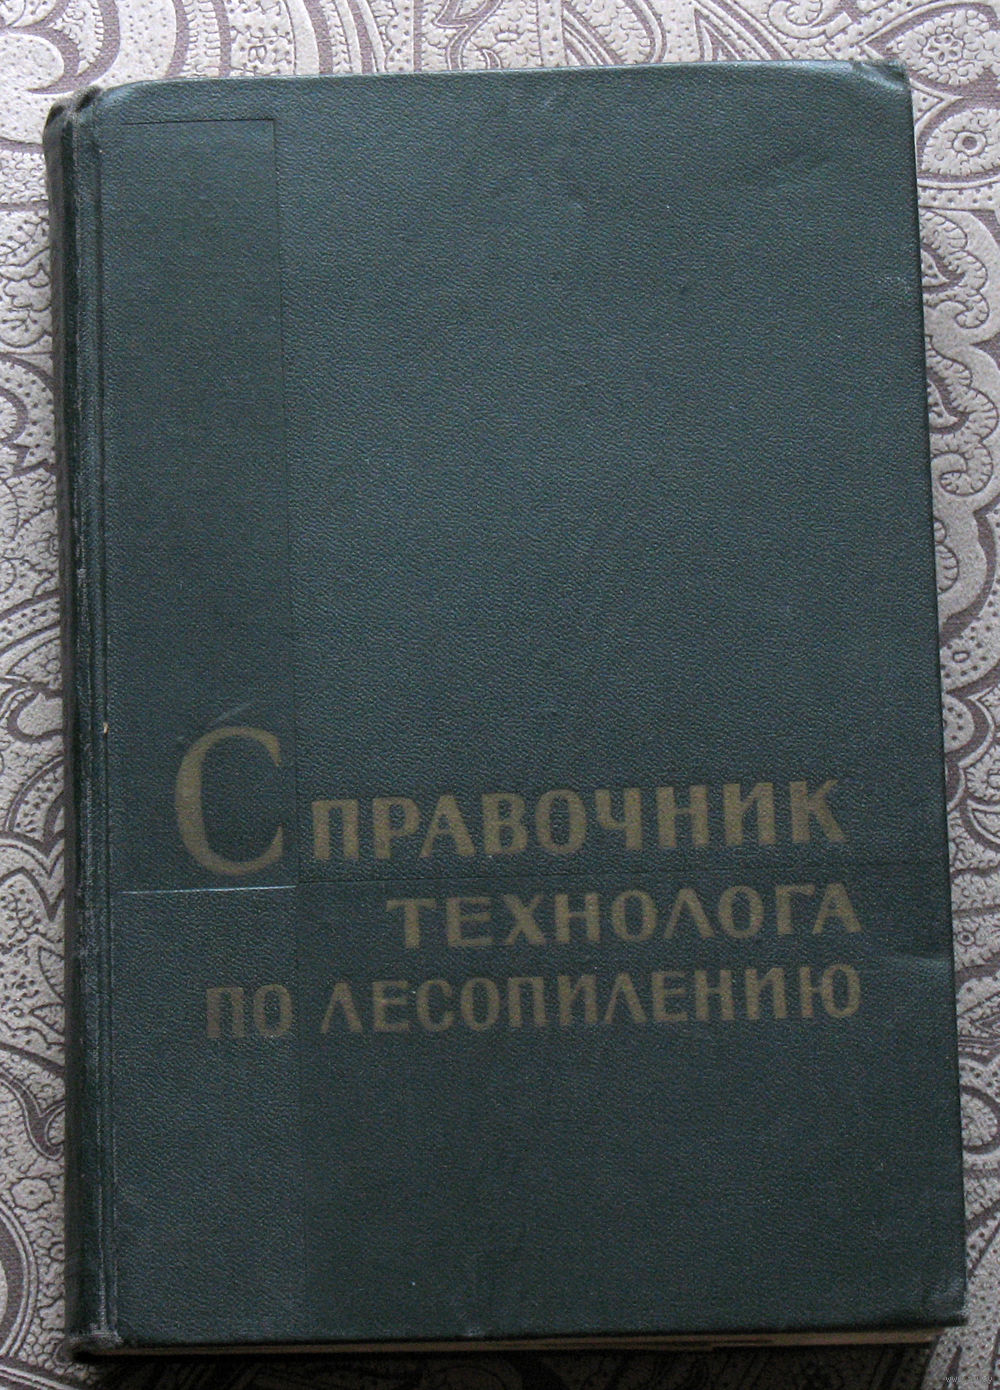 Справочник
технолога
по лесопилению